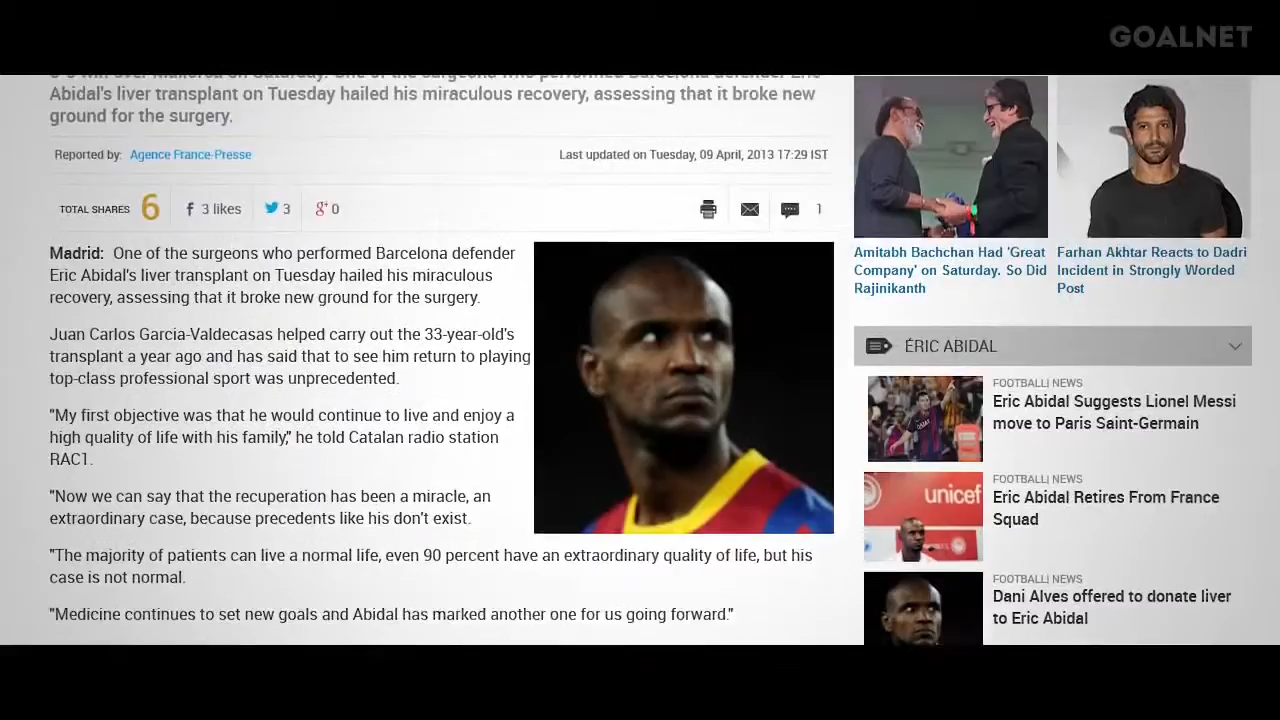 GOALNET
Abidal's liver transplant on Tuesday hailed his miraculous recovery, assessing that it broke new
ground for the surgery.
Reported by: Agence France-Presse
Last updated on Tuesday, 09 April, 2013 17:29 IST
TOTAL SHARES 6 3 likes 3 0 1
Madrid: One of the surgeons who performed Barcelona defender
Eric Abidal's liver transplant on Tuesday hailed his miraculous
recovery, assessing that it broke new ground for the surgery.
Juan Carlos Garcia-Valdecasas helped carry out the 33-year-old's
transplant a year ago and has said that to see him return to playing
top-class professional sport was unprecedented.
"My first objective was that he would continue to live and enjoy a
high quality of life with his family," he told Catalan radio station
RAC1.
"Now we can say that the recuperation has been a miracle, an
extraordinary case, because precedents like his don't exist.
"The majority of patients can live a normal life, even 90 percent have an extraordinary quality of life, but his
case is not normal.
"Medicine continues to set new goals and Abidal has marked another one for us going forward."
Amitabh Bachchan Had 'Great
Company' on Saturday. So Did
Rajinikanth
Farhan Akhtar Reacts to Dadri
Incident in Strongly Worded
Post
ÉRIC ABIDAL
FOOTBALL| NEWS
Eric Abidal Suggests Lionel Messi
move to Paris Saint-Germain
unicef
FOOTBALL| NEWS
Eric Abidal Retires From France
Squad
FOOTBALL| NEWS
Dani Alves offered to donate liver
to Eric Abidal